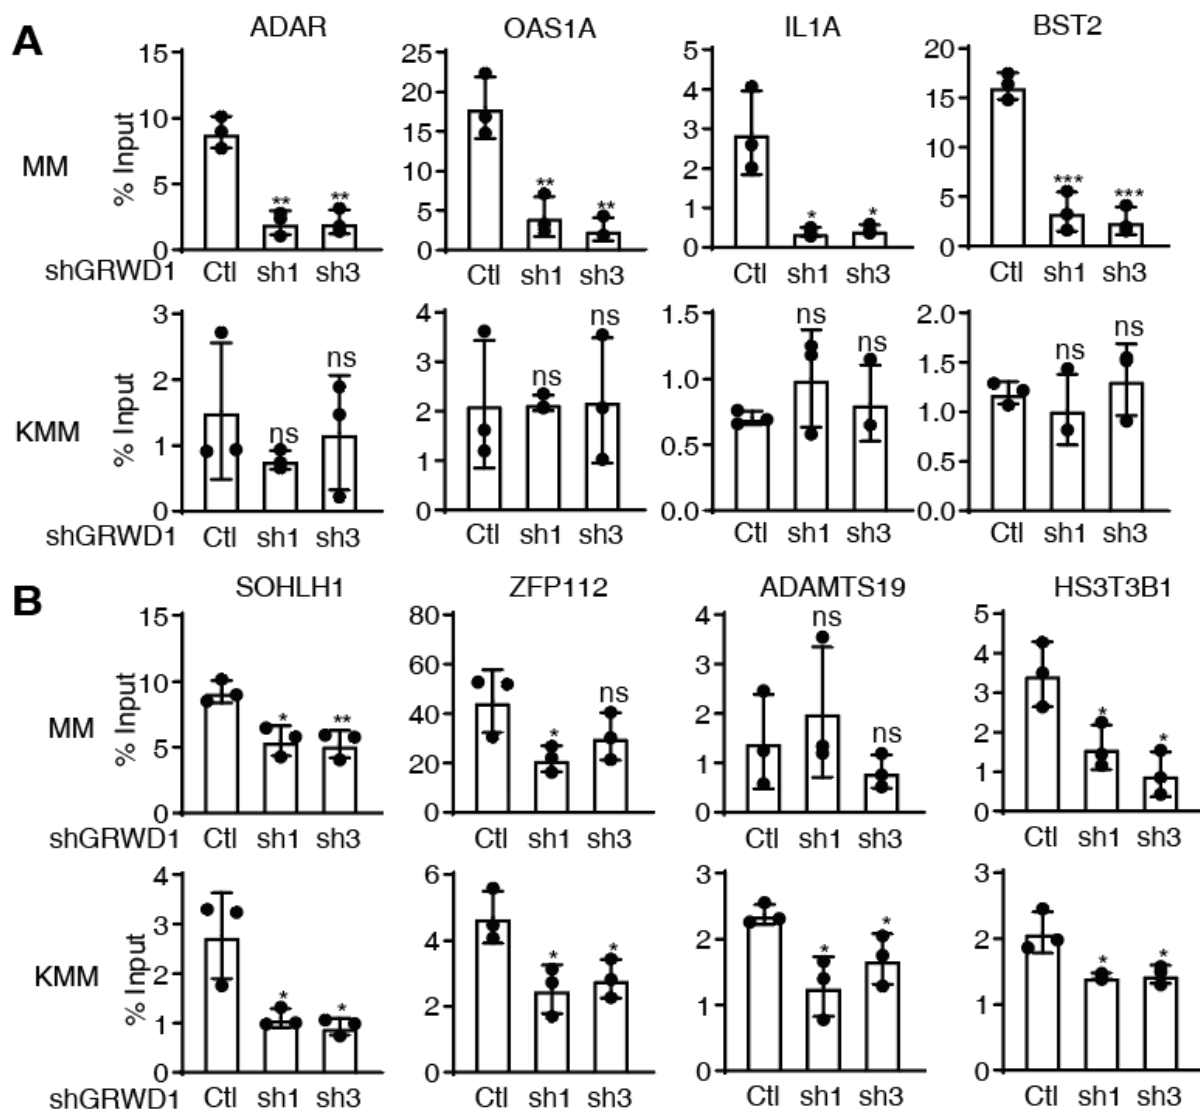 A
ADAR OAS1A IL1A BST2
MM
% Input
15 10 5 0
25 20 15 10 5 0
5 4 3 2 1 0
20 15 10 5 0
** ** ** ** * * *** ***
shGRWD1 Ctl sh1 sh3 Ctl sh1 sh3 Ctl sh1 sh3 Ctl sh1 sh3
KMM
% Input
3 2 1 0
4 3 2 1 0
1.5 1.0 0.5 0.0
2.0 1.5 1.0 0.5 0.0
ns ns ns ns ns ns ns ns
shGRWD1 Ctl sh1 sh3 Ctl sh1 sh3 Ctl sh1 sh3 Ctl sh1 sh3
B
SOHLH1 ZFP112 ADAMTS19 HS3T3B1
MM
% Input
15 10 5 0
80 60 40 20 0
4 3 2 1 0
5 4 3 2 1 0
* ** * ns ns ns * *
shGRWD1 Ctl sh1 sh3 Ctl sh1 sh3 Ctl sh1 sh3 Ctl sh1 sh3
KMM
% Input
4 3 2 1 0
6 4 2 0
3 2 1 0
3 2 1 0
* * * * * * * *
shGRWD1 Ctl sh1 sh3 Ctl sh1 sh3 Ctl sh1 sh3 Ctl sh1 sh3